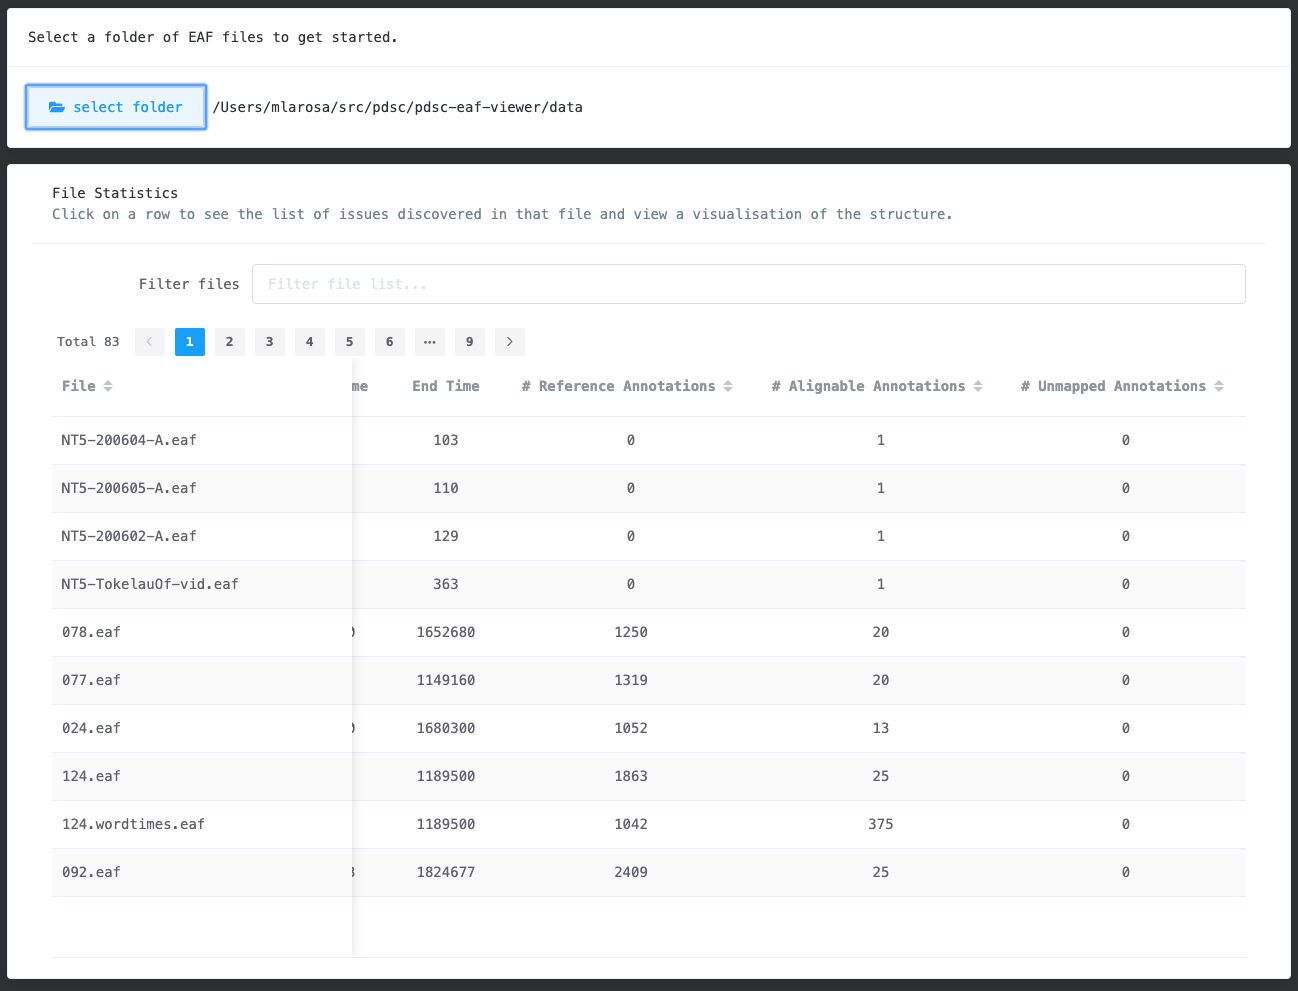 Select a folder of EAF files to get started.
select folder /Users/mlarosa/src/pdsc/pdsc-eaf-viewer/data
File Statistics
Click on a row to see the list of issues discovered in that file and view a visualisation of the structure.
Filter files Filter file list...
Total 83 1 2 3 4 5 6 ... 9
File me End Time # Reference Annotations # Alignable Annotations # Unmapped Annotations
NT5-200604-A.eaf 103 0 1 0
NT5-200605-A.eaf 110 0 1 0
NT5-200602-A.eaf 129 0 1 0
NT5-TokelauOf-vid.eaf 363 0 1 0
078.eaf 1652680 1250 20 0
077.eaf 1149160 1319 20 0
024.eaf 1680300 1052 13 0
124.eaf 1189500 1863 25 0
124.wordtimes.eaf 1189500 1042 375 0
092.eaf 1824677 2409 25 0